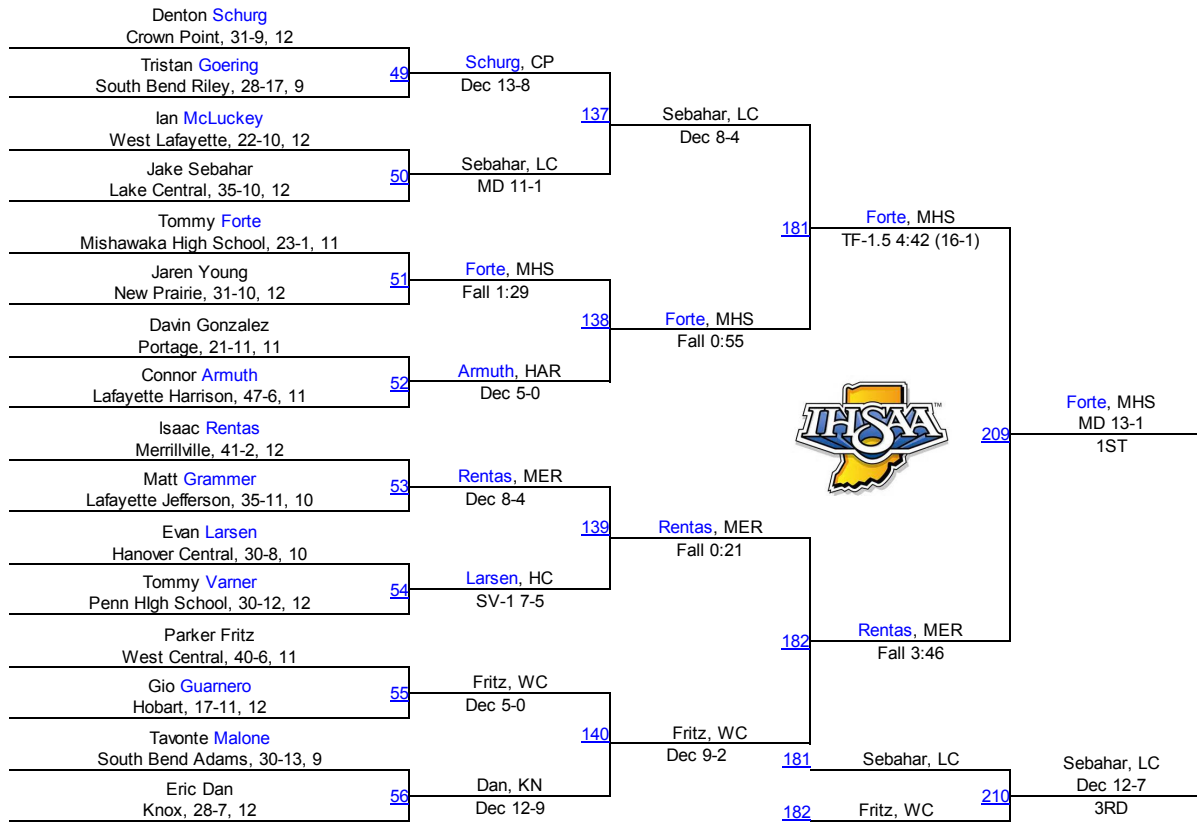 Denton Schurg
Crown Point, 31-9, 12
Tristan Goering
South Bend Riley, 28-17, 9
49
Ian McLuckey
West Lafayette, 22-10, 12
Jake Sebahar
Lake Central, 35-10, 12
50
Tommy Forte
Mishawaka High School, 23-1, 11
Jaren Young
New Prairie, 31-10, 12
51
Davin Gonzalez
Portage, 21-11, 11
Connor Armuth
Lafayette Harrison, 47-6, 11
52
Isaac Rentas
Merrillville, 41-2, 12
Matt Grammer
Lafayette Jefferson, 35-11, 10
53
Evan Larsen
Hanover Central, 30-8, 10
Tommy Varner
Penn HIgh School, 30-12, 12
54
Parker Fritz
West Central, 40-6, 11
Gio Guarnero
Hobart, 17-11, 12
55
Tavonte Malone
South Bend Adams, 30-13, 9
Eric Dan
Knox, 28-7, 12
56
Schurg, CP
Dec 13-8
137
Sebahar, LC
MD 11-1
Forte, MHS
Fall 1:29
138
Armuth, HAR
Dec 5-0
Rentas, MER
Dec 8-4
139
Larsen, HC
SV-1 7-5
Fritz, WC
Dec 5-0
140
Dan, KN
Dec 12-9
Sebahar, LC
Dec 8-4
181
Forte, MHS
Fall 0:55
Rentas, MER
Fall 0:21
182
Fritz, WC
Dec 9-2
Forte, MHS
TF-1.5 4:42 (16-1)
IHSAA™
209
Rentas, MER
Fall 3:46
Forte, MHS
MD 13-1
1ST
181
Sebahar, LC
210
182
Fritz, WC
Sebahar, LC
Dec 12-7
3RD